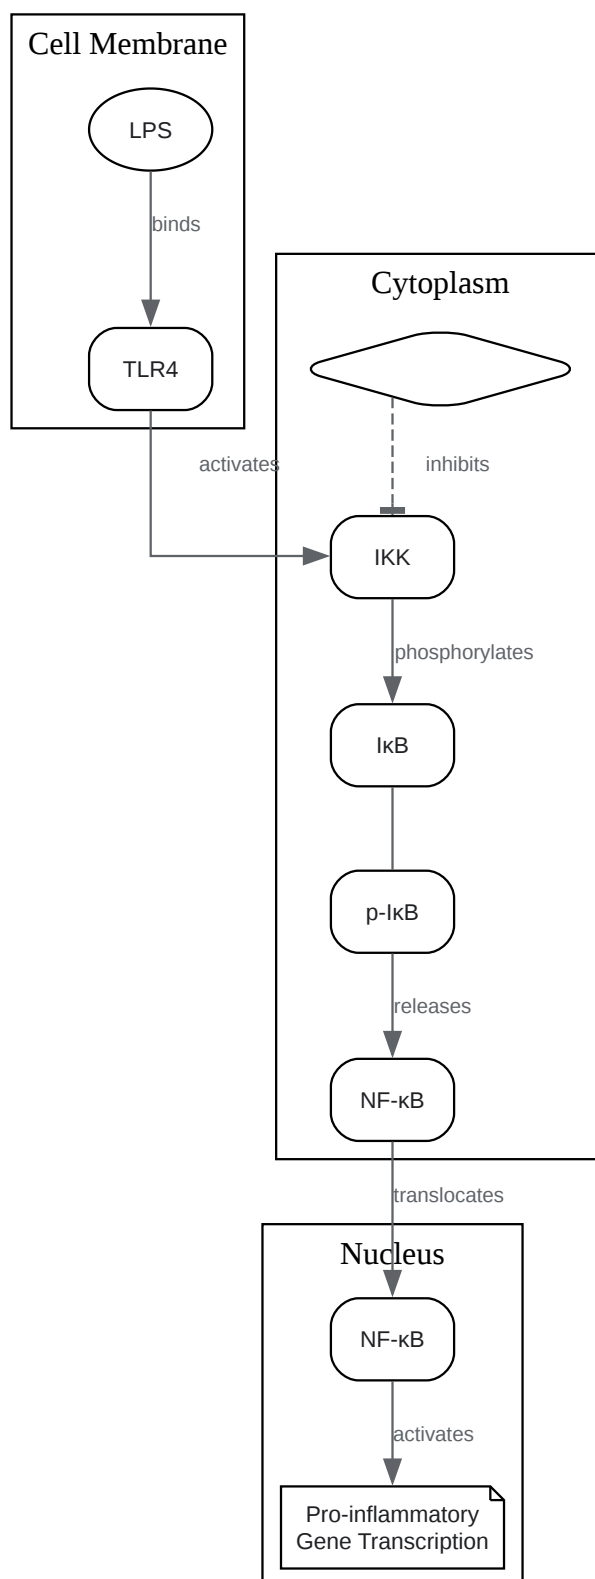 Cell Membrane
LPS
binds
TLR4
activates
Cytoplasm
inhibits
IKK
phosphorylates
IκB
p-IκB
releases
NF-κB
translocates
Nucleus
NF-κB
activates
Pro-inflammatory
Gene Transcription